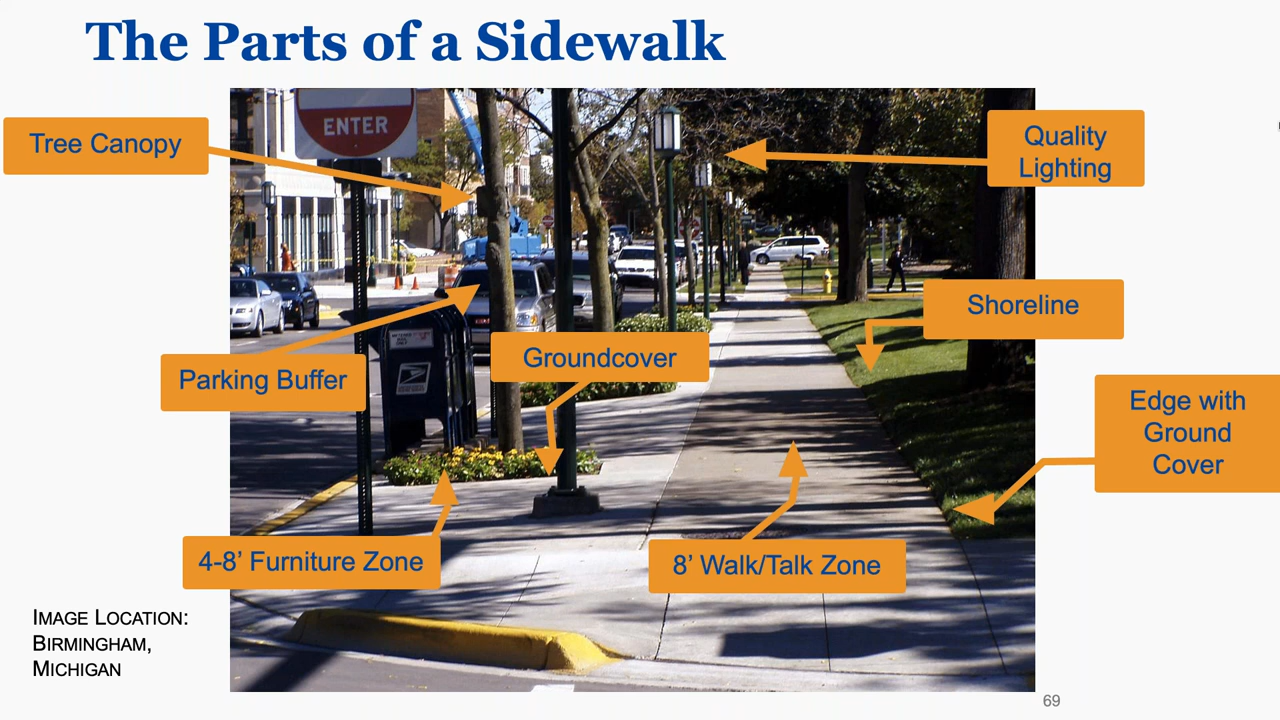 The Parts of a Sidewalk
Tree Canopy
ENTER
Quality
Lighting
Shoreline
Parking Buffer
Groundcover
Edge with
Ground
Cover
4-8’ Furniture Zone
8’ Walk/Talk Zone
IMAGE LOCATION:
BIRMINGHAM,
MICHIGAN
69